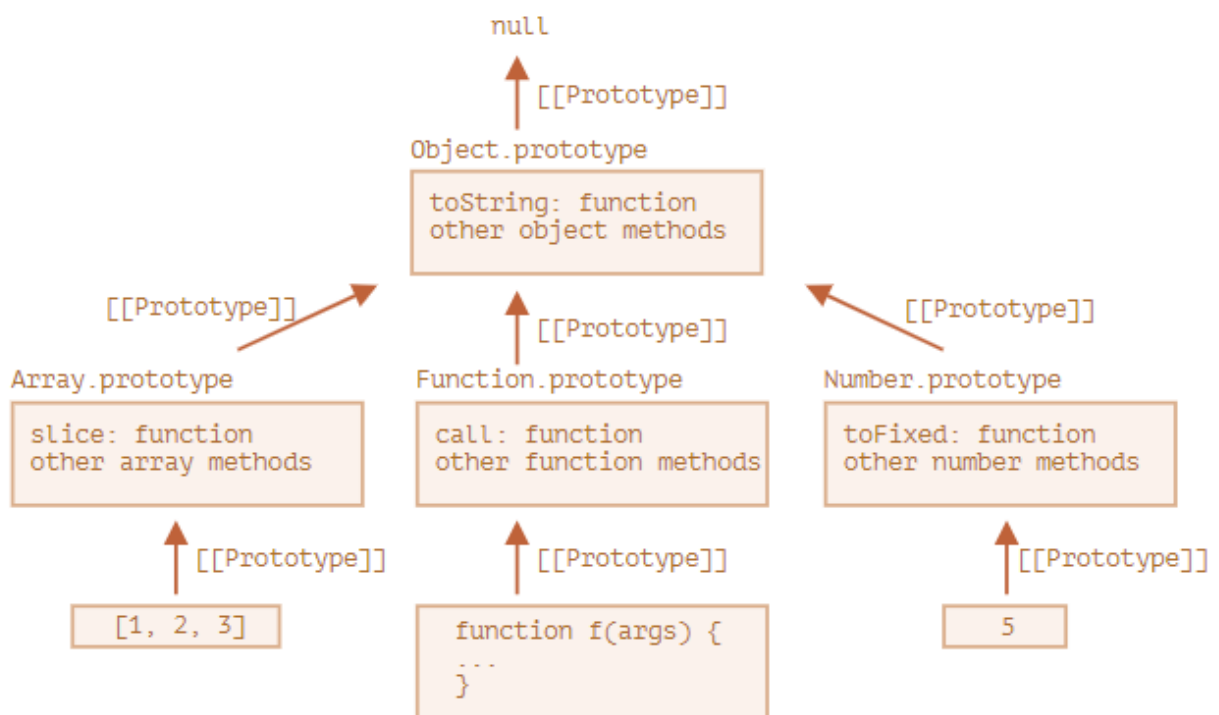 null
[[Prototype]]
Object.prototype
toString: function
other object methods
[[Prototype]]
[[Prototype]]
[[Prototype]]
Array.prototype
slice: function
other array methods
Function.prototype
call: function
other function methods
Number.prototype
toFixed: function
other number methods
[[Prototype]]
[[Prototype]]
[[Prototype]]
[1, 2, 3]
function f(args) {
...
}
5